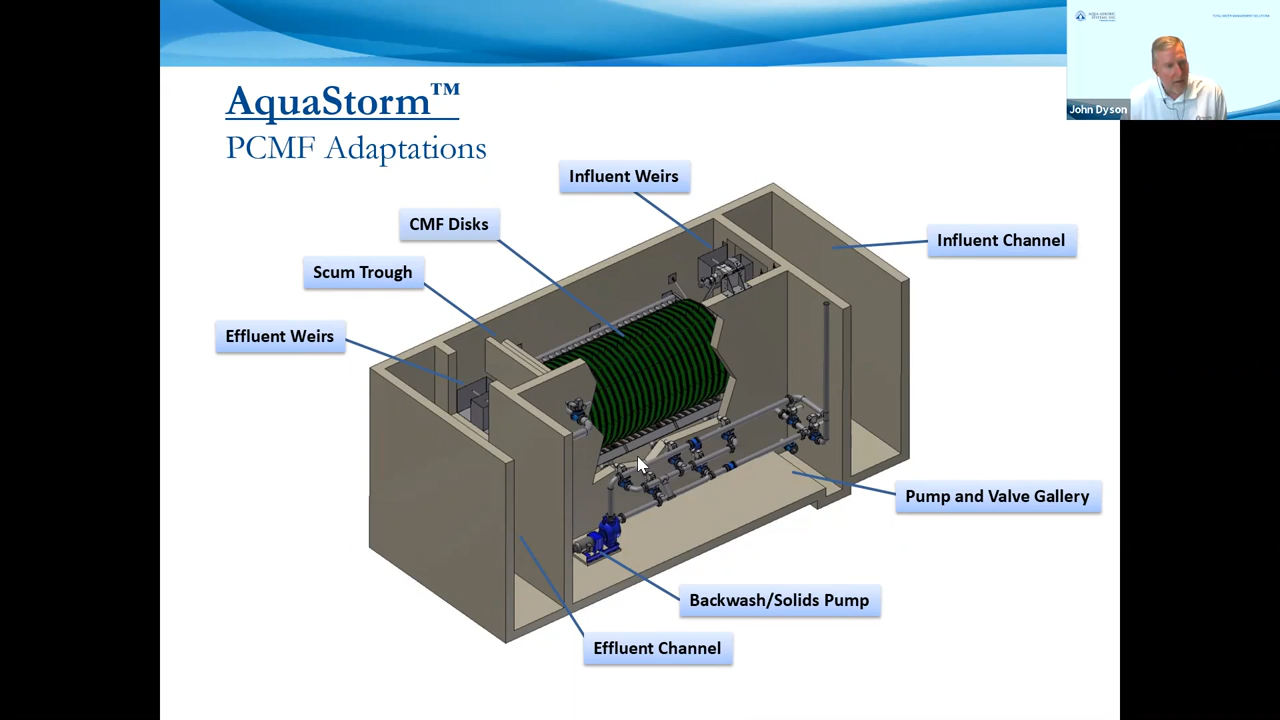 AquaStorm™
PCMF Adaptations
Influent Weirs
CMF Disks
Influent Channel
Scum Trough
Effluent Weirs
Pump and Valve Gallery
Backwash/Solids Pump
Effluent Channel
John Dyson